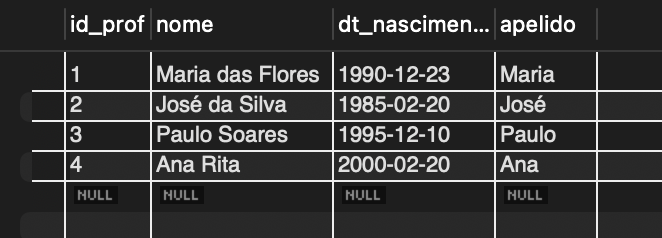 id_prof nome dt_nascimen... apelido
1 Maria das Flores 1990-12-23 Maria
2 José da Silva 1985-02-20 José
3 Paulo Soares 1995-12-10 Paulo
4 Ana Rita 2000-02-20 Ana
NULL NULL NULL NULL